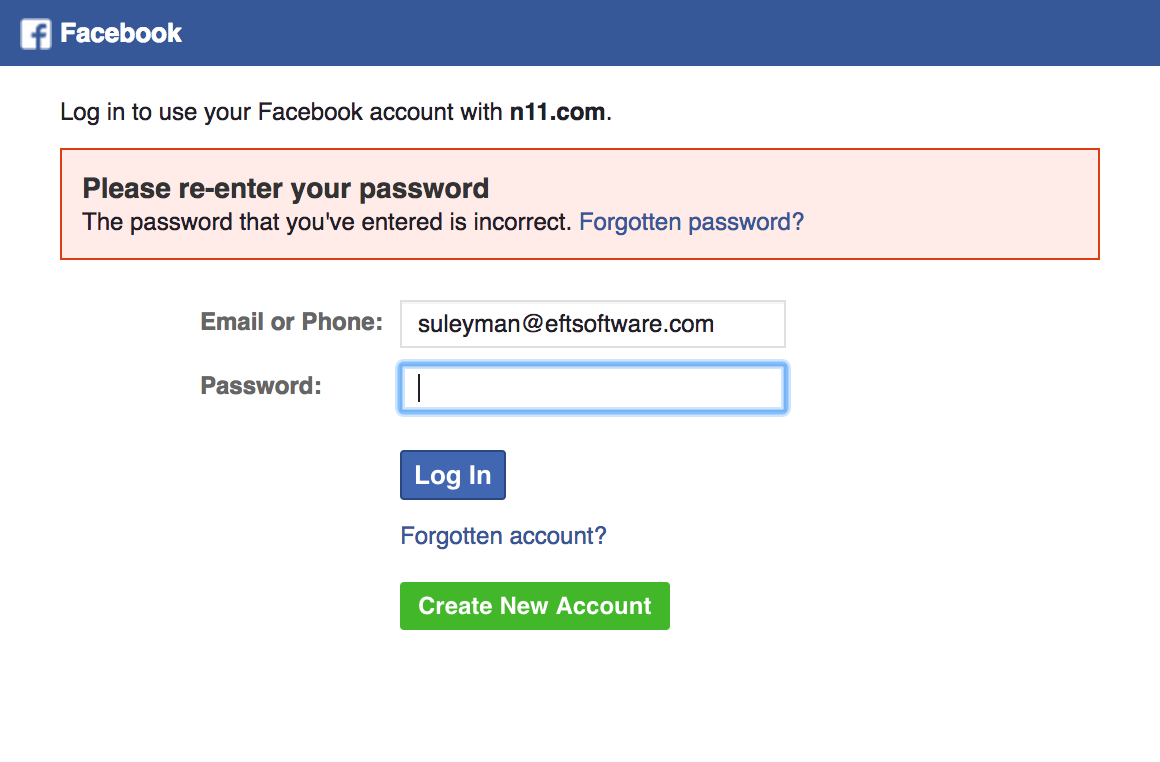 Facebook
Log in to use your Facebook account with n11.com.
Please re-enter your password
The password that you've entered is incorrect. Forgotten password?
Email or Phone: suleyman@eftsoftware.com
Password:
Log In
Forgotten account?
Create New Account